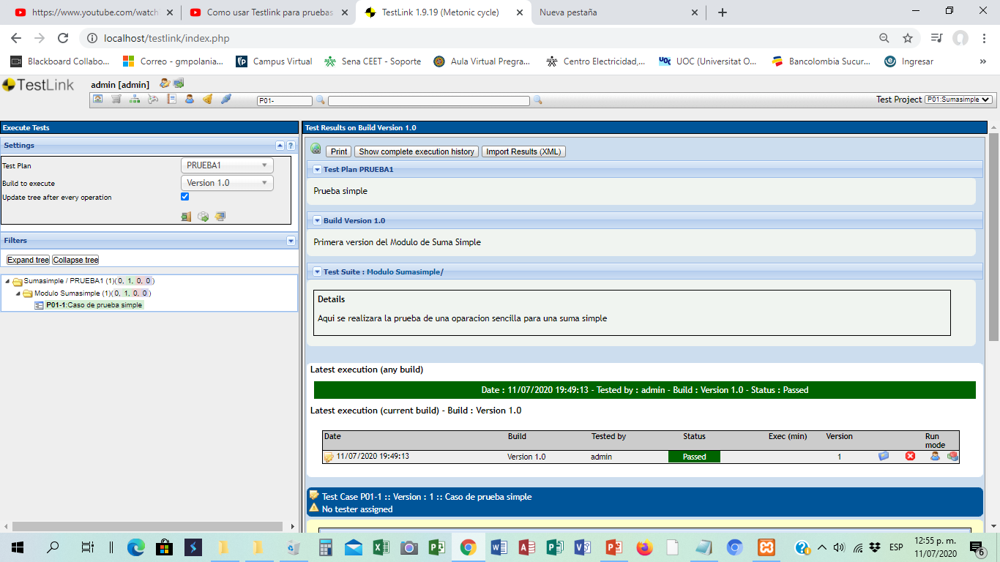 https://www.youtube.com/watch
Como usar Testlink para pruebas
TestLink 1.9.19 (Metonic cycle)
Nueva pestaña
localhost/testlink/index.php
Blackboard Collabo...
Correo - gmpolania...
Campus Virtual
Sena CEET - Soporte
Aula Virtual Pregra...
Centro Electricidad,...
UOC (Universitat O...
Bancolombia Sucur...
Ingresar
TestLink
admin [admin]
P01-
Test Project P01:Sumasimple
Execute Tests
Settings
Test Plan PRUEBA1
Build to execute Version 1.0
Update tree after every operation
Filters
Expand tree Collapse tree
Sumasimple / PRUEBA1 (1)(0, 1, 0, 0)
Modulo Sumasimple (1)(0, 1, 0, 0)
P01-1:Caso de prueba simple
Test Results on Build Version 1.0
Print Show complete execution history Import Results (XML)
Test Plan PRUEBA1
Prueba simple
Build Version 1.0
Primera version del Modulo de Suma Simple
Test Suite : Modulo Sumasimple/
Details
Aqui se realizara la prueba de una oparacion sencilla para una suma simple
Latest execution (any build)
Date : 11/07/2020 19:49:13 - Tested by : admin - Build : Version 1.0 - Status : Passed
Latest execution (current build) - Build : Version 1.0
Date Build Tested by Status Exec (min) Version Run mode
11/07/2020 19:49:13 Version 1.0 admin Passed 1
Test Case P01-1 :: Version : 1 :: Caso de prueba simple
No tester assigned
ESP
12:55 p. m.
11/07/2020
6